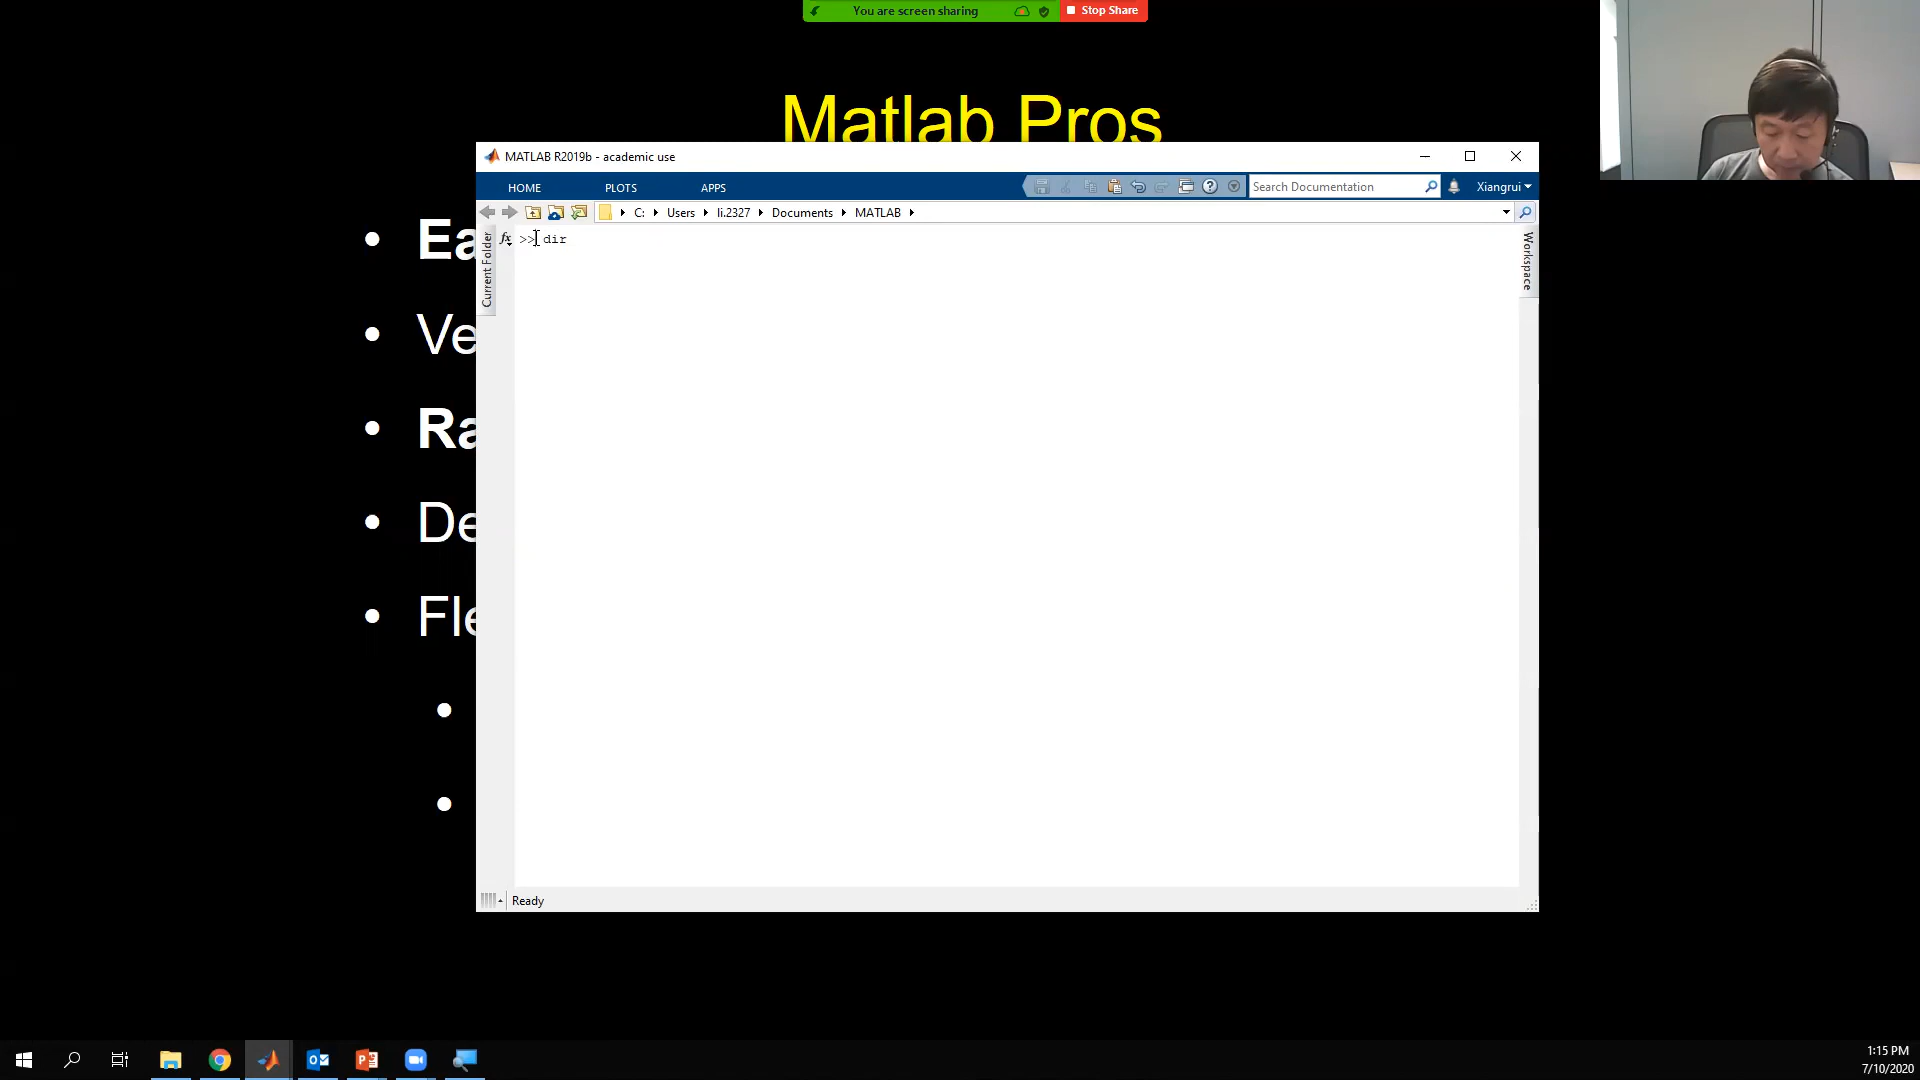 You are screen sharing
Stop Share
Matlab Pros
MATLAB R2019b - academic use
HOME PLOTS APPS
Search Documentation
Xiangrui
C: Users li.2327 Documents MATLAB
Current Folder
fx >> dir
Workspace
• Ea
• Ve
• Ra
• De
• Fle
•
•
Ready
1:15 PM
7/10/2020